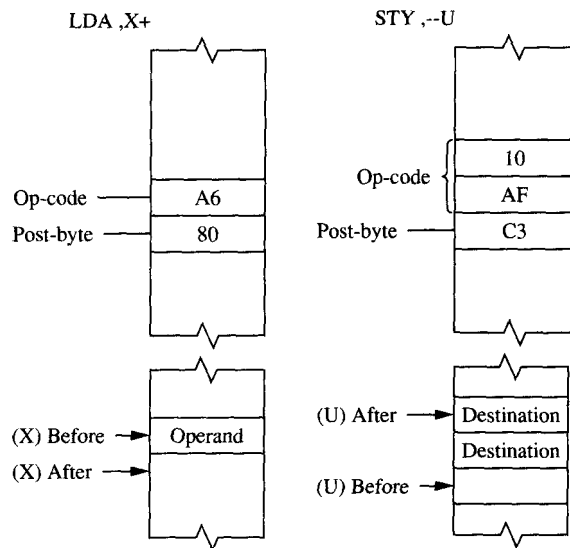 LDA ,X+
Op-code
A6
Post-byte
80
(X) Before
Operand
(X) After
STY ,--U
Op-code
10
AF
Post-byte
C3
(U) After
Destination
Destination
(U) Before